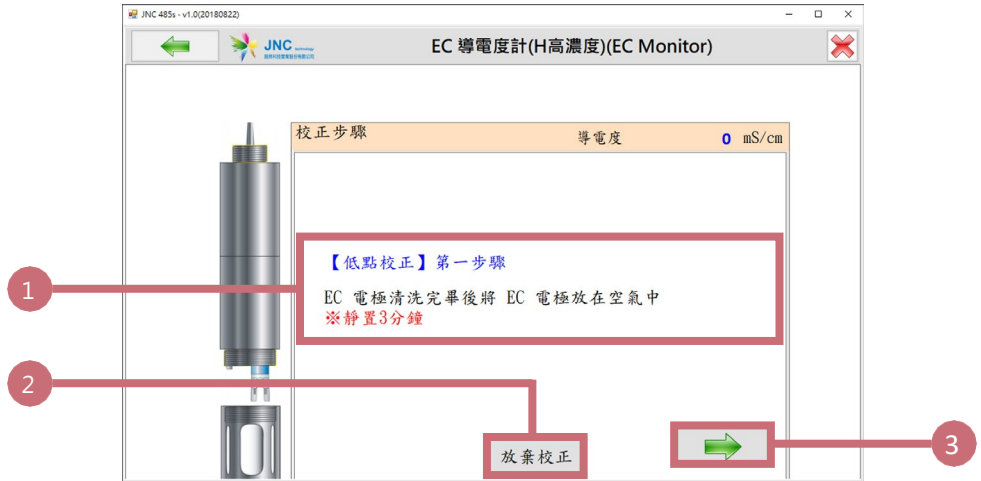 JNC 485s - v1.0(20180822)
JNC technology
EC 導電度計(H高濃度)(EC Monitor)
校正步驟
導電度 0 mS/cm
【低點校正】第一步驟
EC 電極清洗完畢後將 EC 電極放在空氣中
※靜置3分鐘
1
2
放棄校正
3